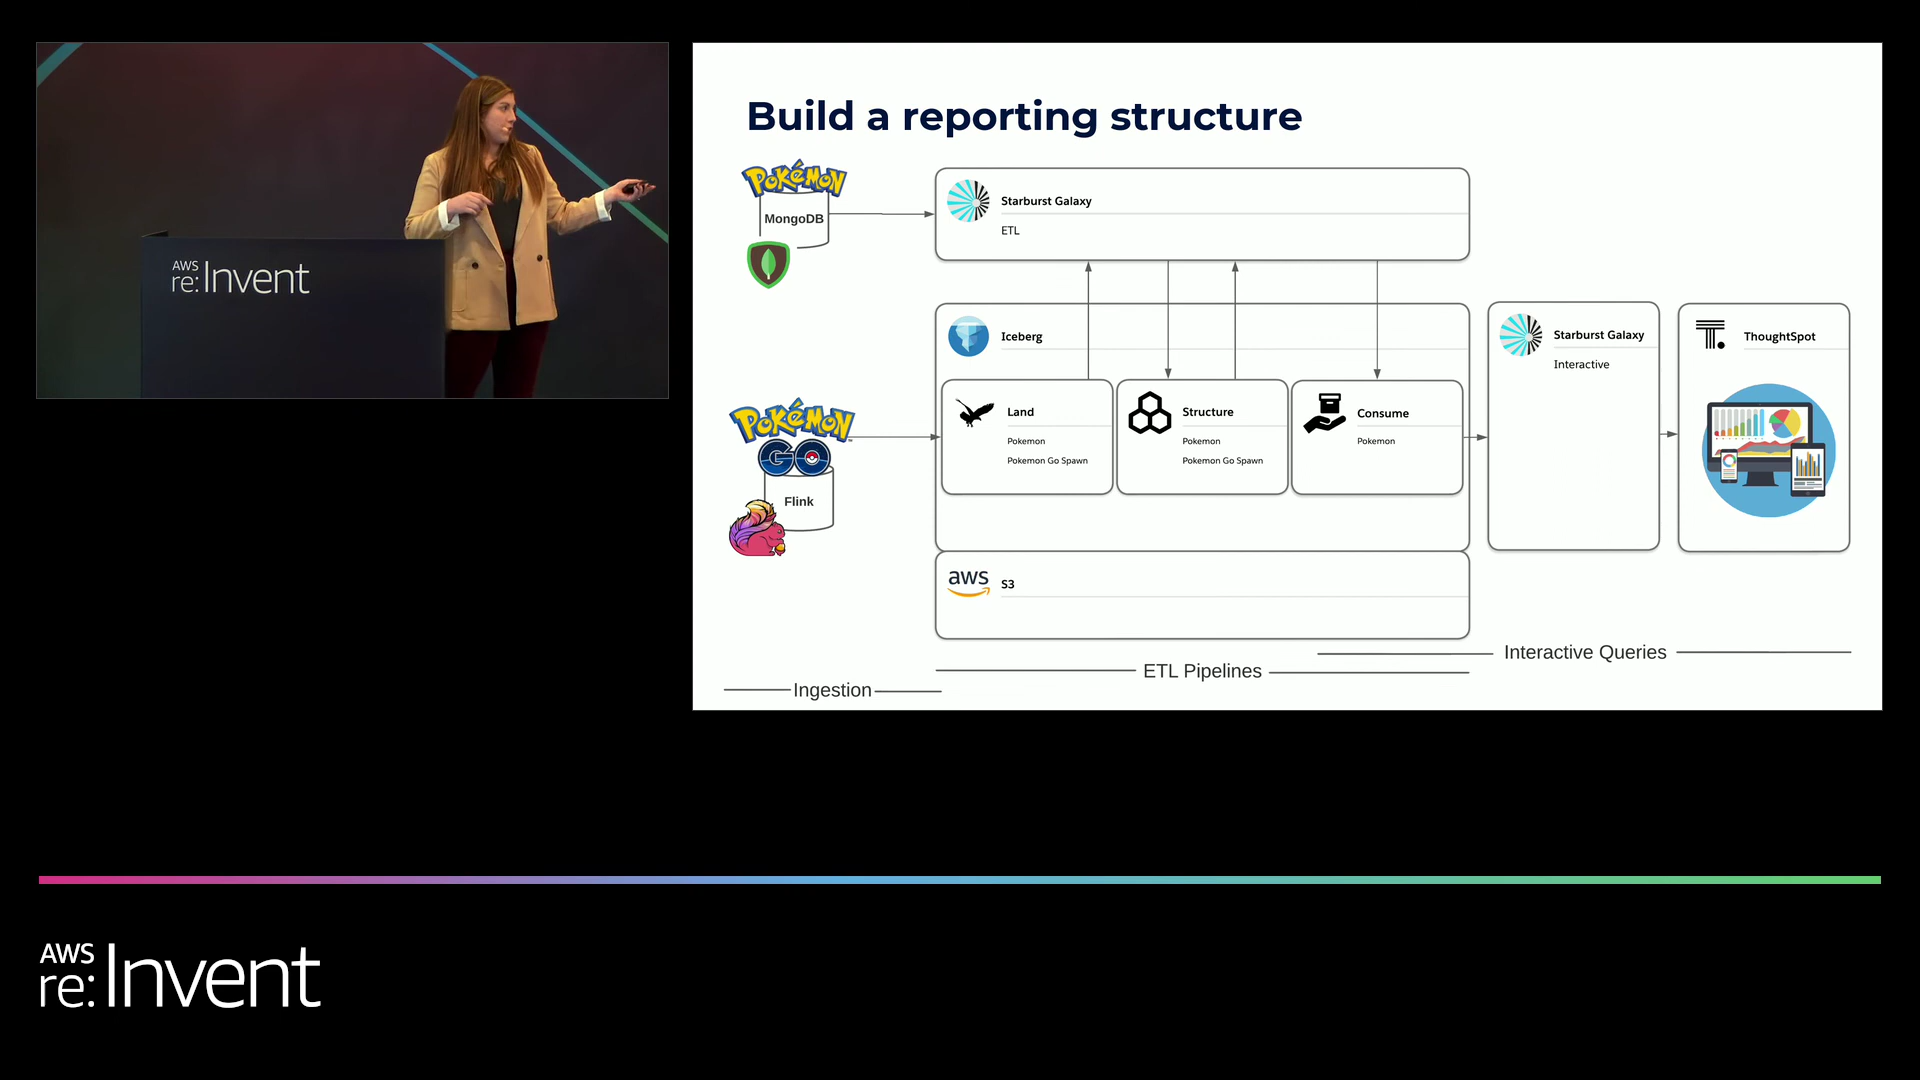 AWS
re:Invent
Build a reporting structure
POKÉMON
MongoDB
Starburst Galaxy
ETL
Iceberg
Land
Pokemon
Pokemon Go Spawn
Structure
Pokemon
Pokemon Go Spawn
Consume
Pokemon
Starburst Galaxy
Interactive
ThoughtSpot
T.
POKÉMON
GO
Flink
aws
S3
Interactive Queries
ETL Pipelines
Ingestion
AWS
re:Invent